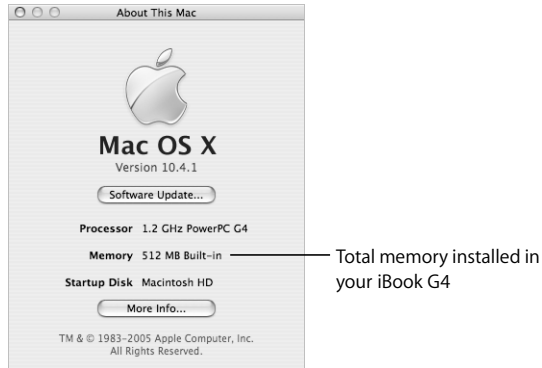 About This Mac
Mac OS X
Version 10.4.1
Software Update...
Processor 1.2 GHz PowerPC G4
Memory 512 MB Built-in
Total memory installed in
your iBook G4
Startup Disk Macintosh HD
More Info...
TM & © 1983–2005 Apple Computer, Inc.
All Rights Reserved.